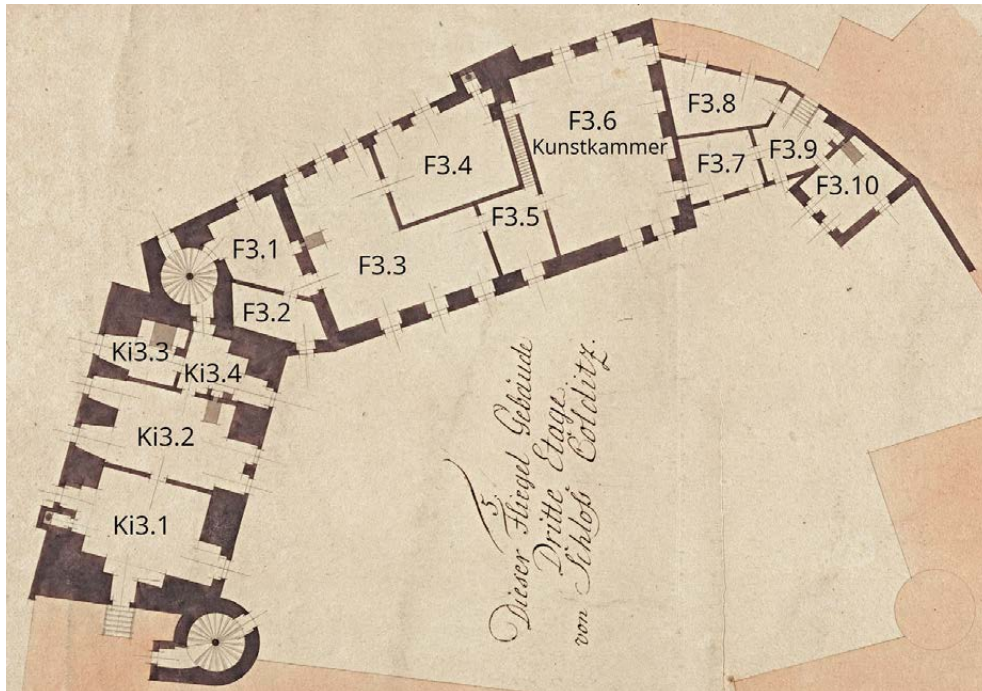 F3.8
F3.6
Kunstkammer
F3.9
F3.4
F3.7
F3.10
F3.5
F3.1
F3.3
F3.2
Ki3.3
Ki3.4
Ki3.2
Ki3.1
5.
Dieser Fliegel Gebäude
Dritte Etage.
von Schloß Colditz.